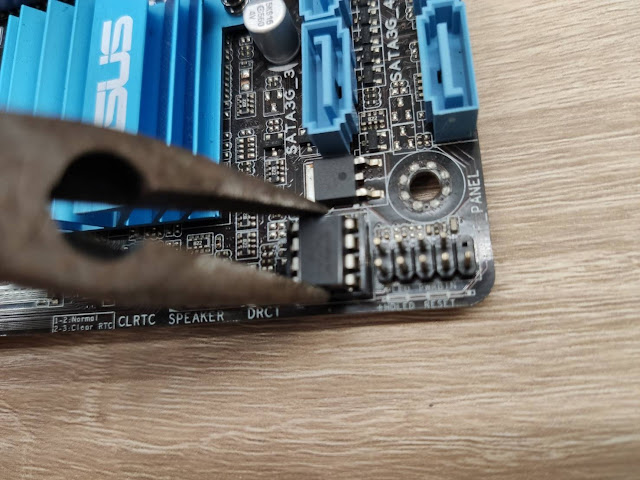 SUS
SATA3G_4
SATA3G_3
PANEL
1-2:Normal
2-3:Clear RTC
CLRTC
SPEAKER
DRCT
RESET